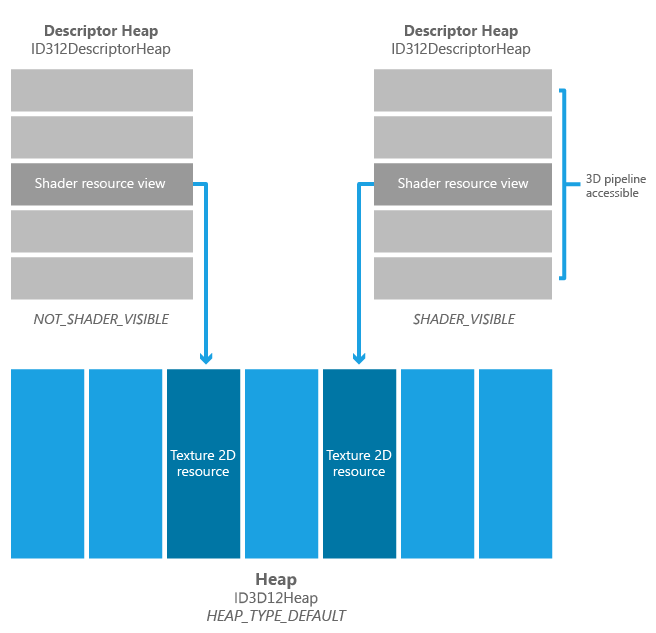 Descriptor Heap
ID312DescriptorHeap
Shader resource view
NOT_SHADER_VISIBLE
Descriptor Heap
ID312DescriptorHeap
Shader resource view
SHADER_VISIBLE
3D pipeline
accessible
Texture 2D
resource
Texture 2D
resource
Heap
ID3D12Heap
HEAP_TYPE_DEFAULT